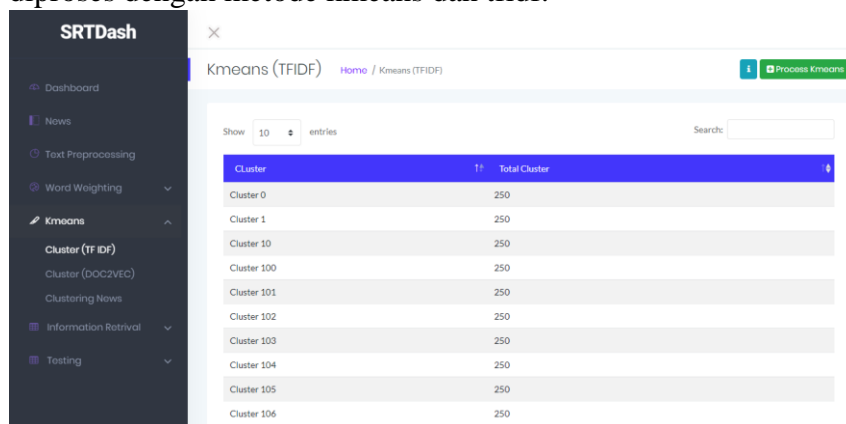 diproses dengan metode kmeans dan tfidf.
SRTDash
×
Kmeans (TFIDF) Home / Kmeans (TFIDF)
i Process Kmeans
Dashboard
News
Text Preprocessing
Word Weighting
Kmeans
Cluster (TF IDF)
Cluster (DOC2VEC)
Clustering News
Information Retrival
Testing
Show 10 entries
Search:
CLuster Total Cluster
Cluster 0 250
Cluster 1 250
Cluster 10 250
Cluster 100 250
Cluster 101 250
Cluster 102 250
Cluster 103 250
Cluster 104 250
Cluster 105 250
Cluster 106 250